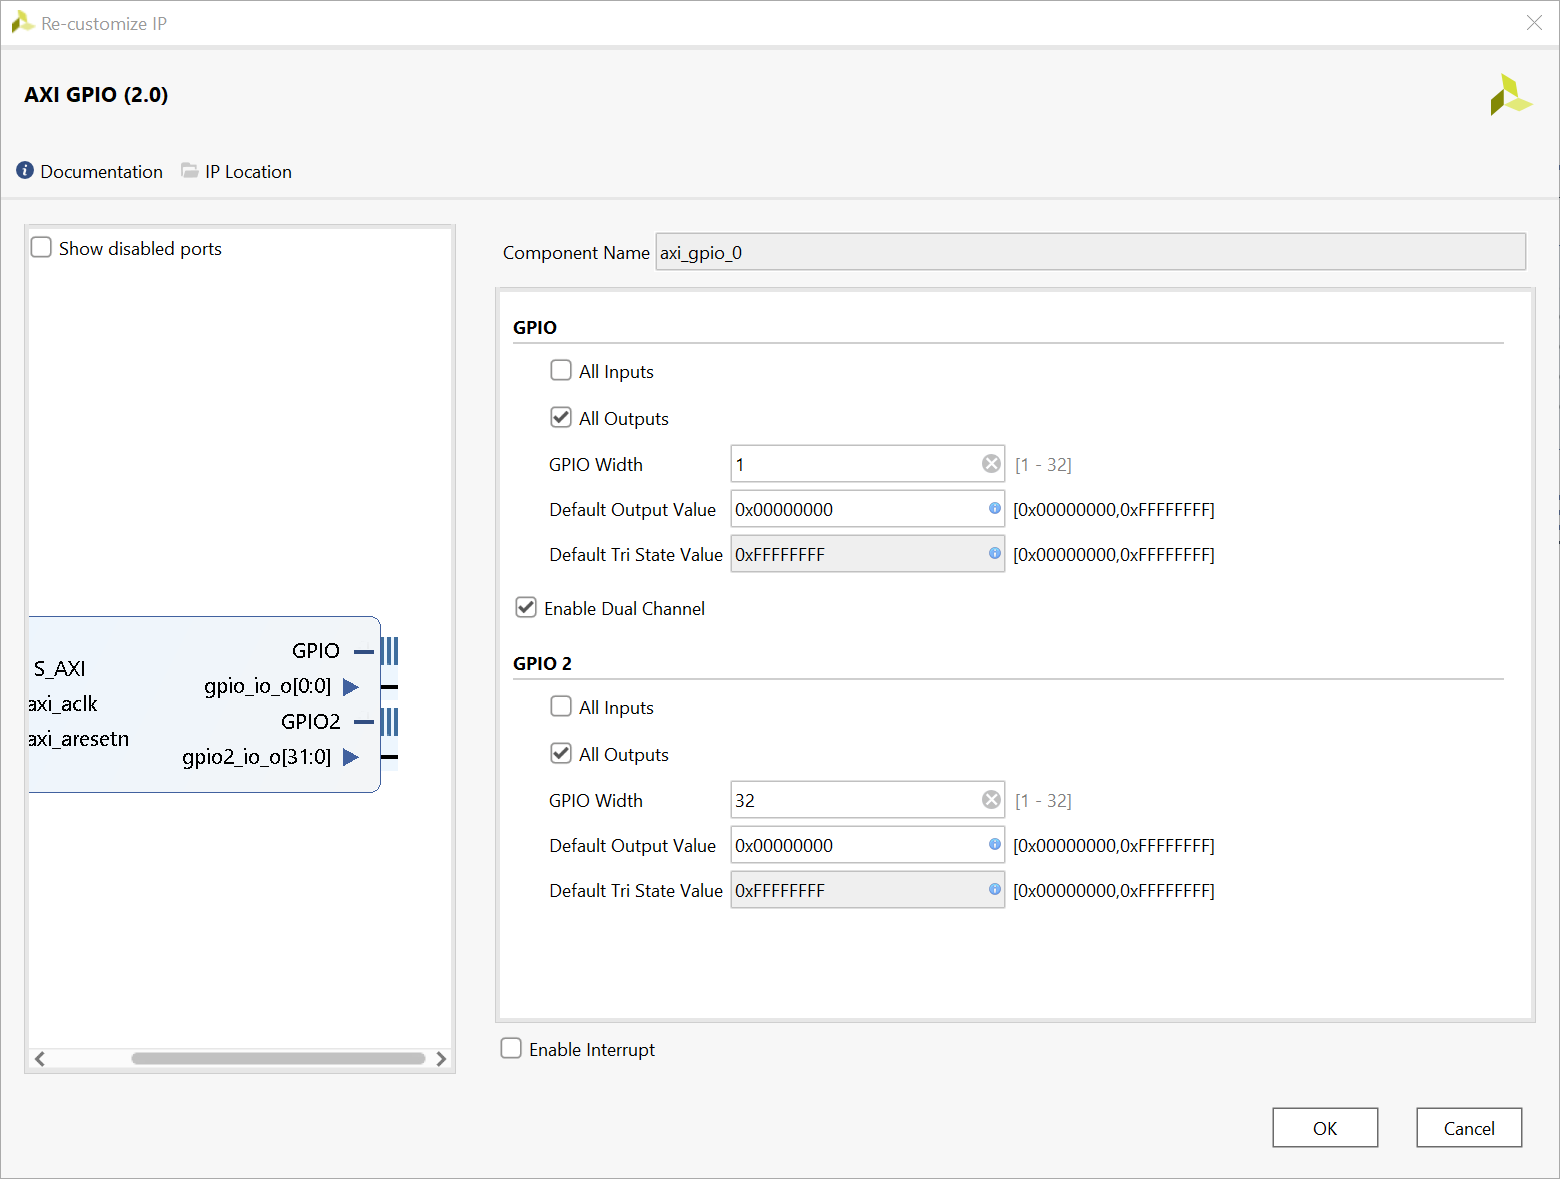 Re-customize IP
AXI GPIO (2.0)
Documentation IP Location
Show disabled ports
S_AXI
axi_aclk
axi_aresetn
GPIO
gpio_io_o[0:0]
GPIO2
gpio2_io_o[31:0]
Component Name axi_gpio_0
GPIO
All Inputs
All Outputs
GPIO Width 1 [1 - 32]
Default Output Value 0x00000000 [0x00000000,0xFFFFFFFF]
Default Tri State Value 0xFFFFFFFF [0x00000000,0xFFFFFFFF]
Enable Dual Channel
GPIO 2
All Inputs
All Outputs
GPIO Width 32 [1 - 32]
Default Output Value 0x00000000 [0x00000000,0xFFFFFFFF]
Default Tri State Value 0xFFFFFFFF [0x00000000,0xFFFFFFFF]
Enable Interrupt
OK Cancel